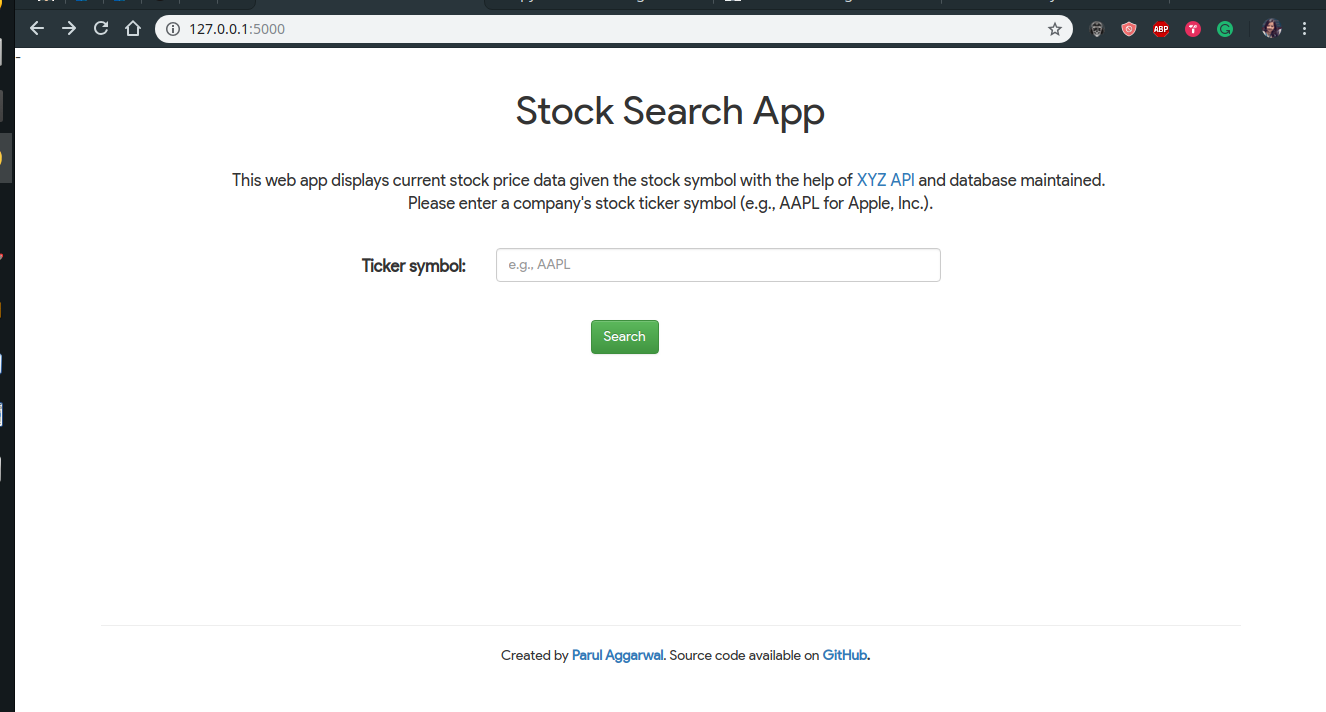 127.0.0.1:5000
ABP
-
Stock Search App
This web app displays current stock price data given the stock symbol with the help of XYZ API and database maintained.
Please enter a company's stock ticker symbol (e.g., AAPL for Apple, Inc.).
Ticker symbol:
e.g., AAPL
Search
Created by Parul Aggarwal. Source code available on GitHub.